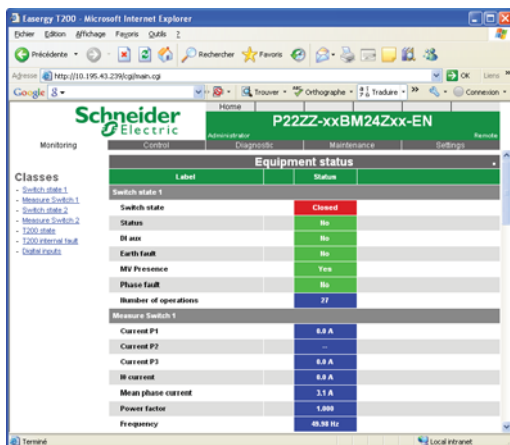 Easergy T200 - Microsoft Internet Explorer
Fichier Edition Affichage Favoris Outils ?
Précédente Rechercher Favoris
Adresse http://10.195.43.239/cgi/main.cgi OK Liens »
Google Trouver Orthographe Traduire » Connexion
Schneider Electric
Home
P22ZZ-xxBM24Zxx-EN
Administrator Remote
Monitoring Control Diagnostic Maintenance Settings
Equipment status
Classes
- Switch state 1
- Measure Switch 1
- Switch state 2
- Measure Switch 2
- T200 state
- T200 internal fault
- Digital inputs
Label Status
Switch state 1
Switch state Closed
Status No
DI aux No
Earth fault No
MV Presence Yes
Phase fault No
Number of operations 27
Measure Switch 1
Current P1 0.0 A
Current P2 --
Current P3 0.0 A
Current 0.0 A
Mean phase current 3.1 A
Power factor 1.000
Frequency 49.98 Hz
Terminé Local intranet